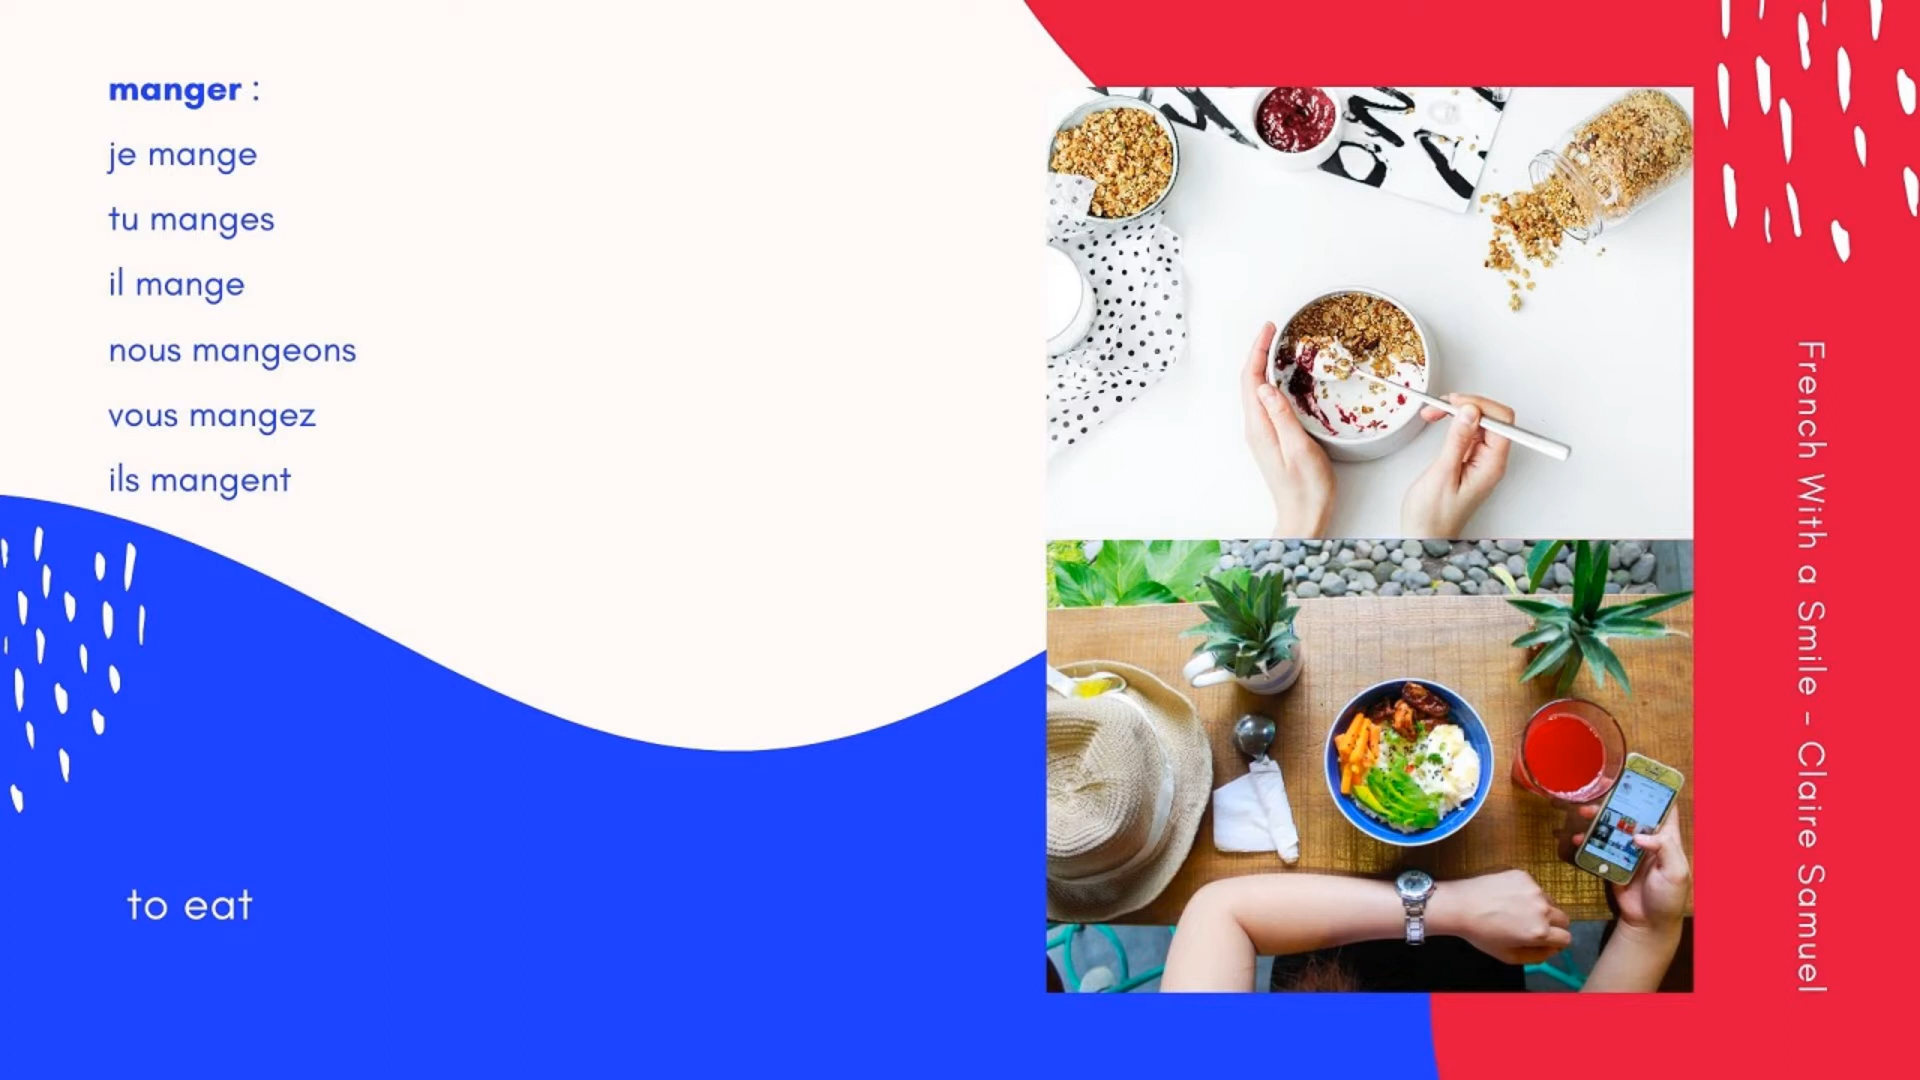 manger :
je mange
tu manges
il mange
nous mangeons
vous mangez
ils mangent
to eat
French With a Smile - Claire Samuel